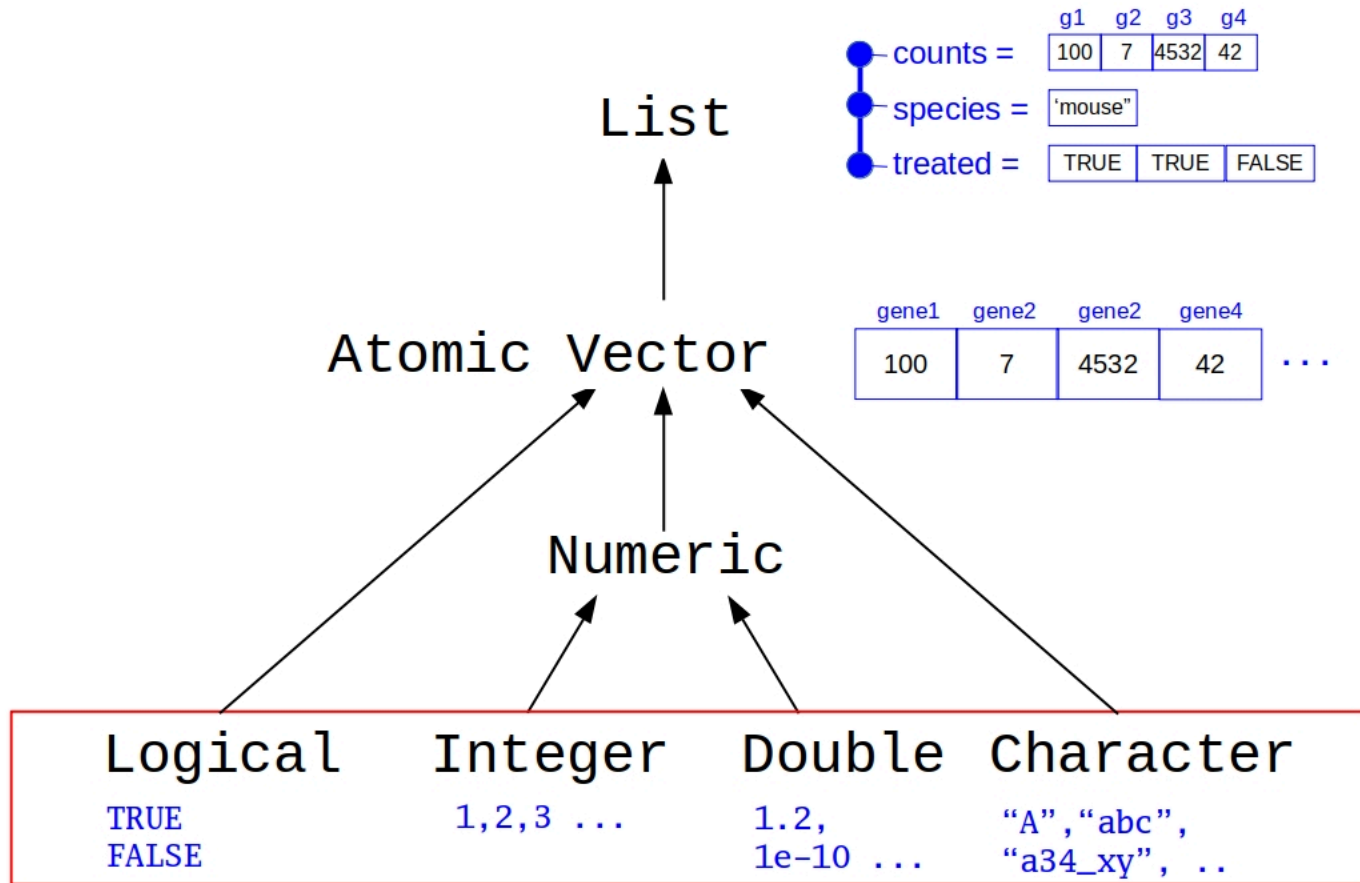 g1 g2 g3 g4
counts = 100 7 4532 42
List
species = ‘mouse”
treated = TRUE TRUE FALSE
gene1 gene2 gene2 gene4
Atomic Vector
100 7 4532 42 ...
Numeric
Logical Integer Double Character
TRUE 1,2,3 ... 1.2, “A”,“abc”,
FALSE 1e-10 ... “a34_xy”, ..